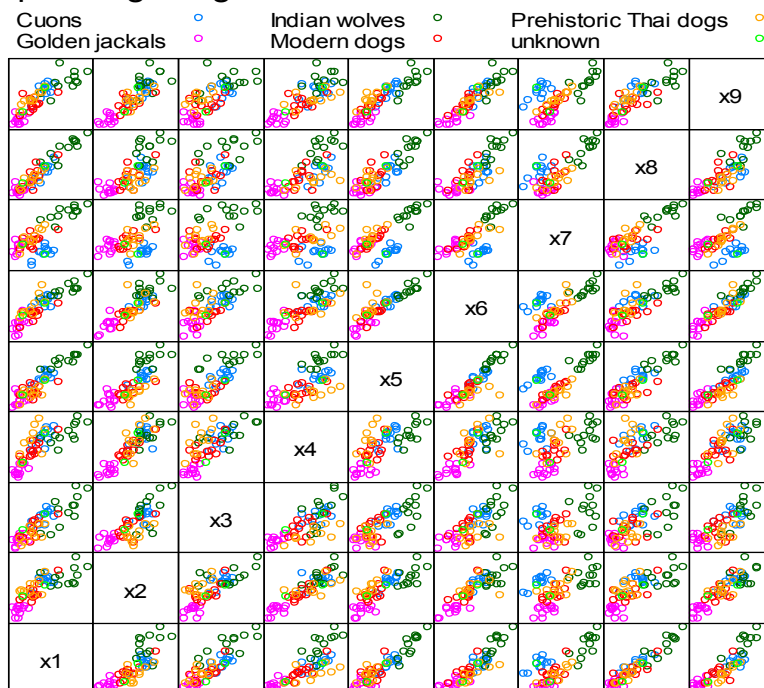 Cuons Indian wolves Prehistoric Thai dogs
Golden jackals Modern dogs unknown
x9
x8
x7
x6
x5
x4
x3
x2
x1